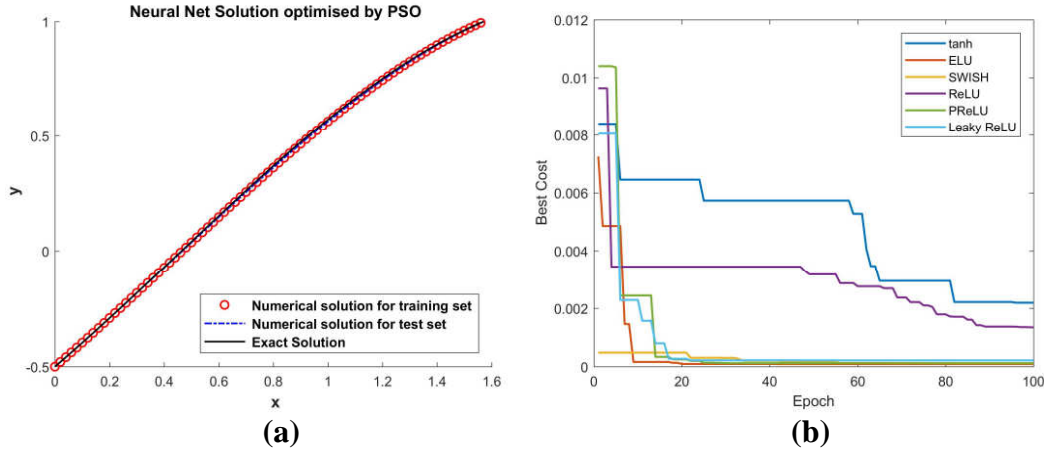 Neural Net Solution optimised by PSO
y
1
0.5
0
-0.5
Numerical solution for training set
Numerical solution for test set
Exact Solution
0 0.2 0.4 0.6 0.8 1 1.2 1.4 1.6
x
(a)
Best Cost
0.012
0.01
0.008
0.006
0.004
0.002
0
tanh
ELU
SWISH
ReLU
PReLU
Leaky ReLU
0 20 40 60 80 100
Epoch
(b)